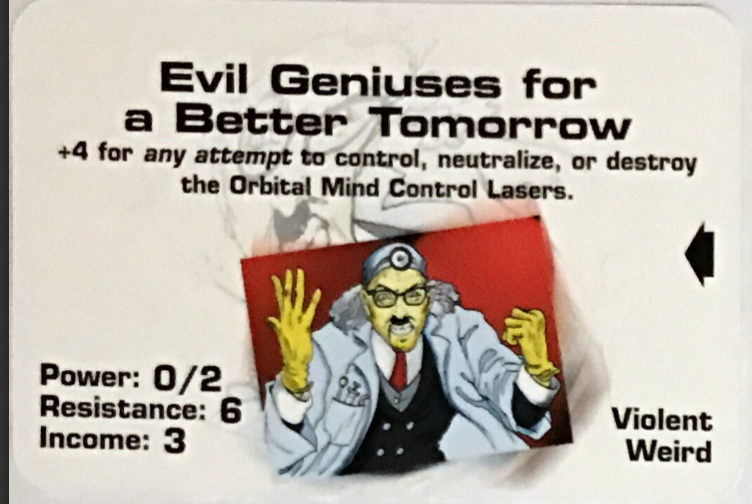 Evil Geniuses for
a Better Tomorrow
+4 for any attempt to control, neutralize, or destroy
the Orbital Mind Control Lasers.
Power: 0/2
Resistance: 6
Income: 3
Violent
Weird